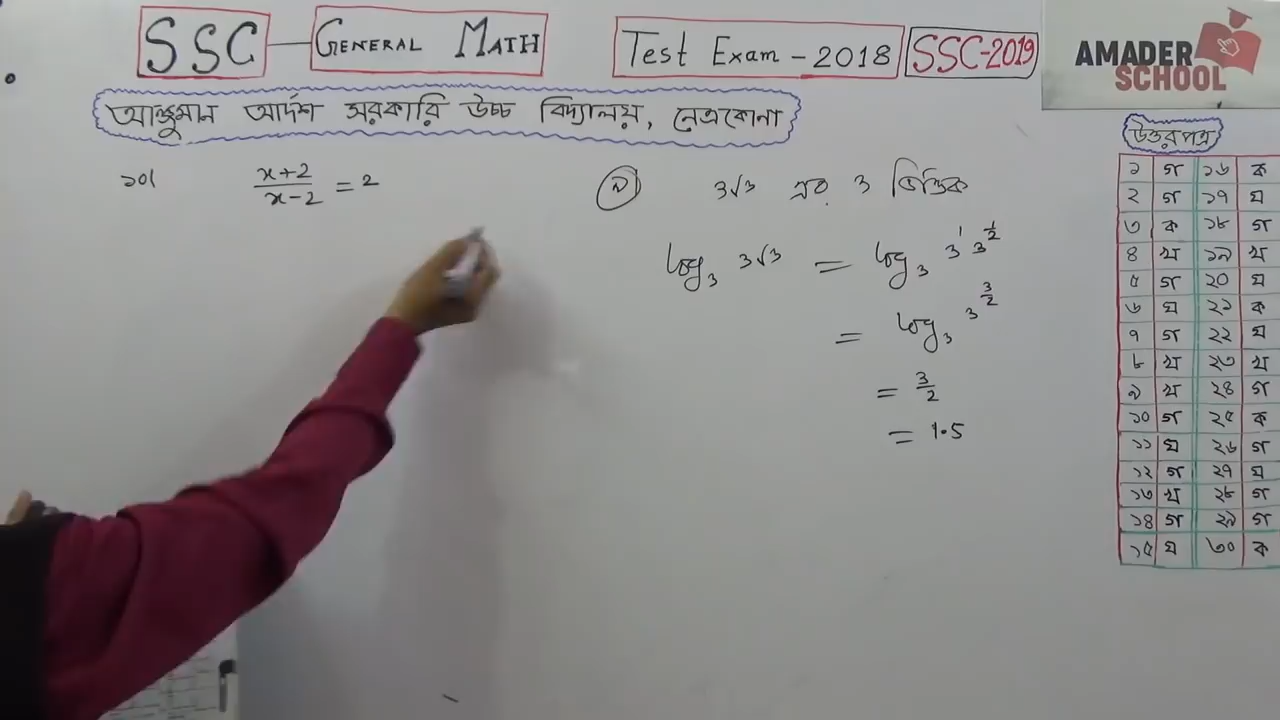 SSC — GENERAL MATH Test Exam - 2018 SSC-2019
AMADER SCHOOL
আঞ্জুমান আর্দশ সরকারি উচ্চ বিদ্যালয়, নেত্রকোনা
উত্তরপত্র
১০। x+2/x-2 = 2
৯ 3√3 এর 3 ভিত্তিক
log₃ 3√3 = log₃ 3¹ 3^½
= log₃ 3^3/2
= 3/2
= 1.5
১ গ ১৬ ক
২ গ ১৭ ঘ
৩ ক ১৮ গ
৪ খ ১৯ খ
৫ গ ২০ ঘ
৬ ঘ ২১ ক
৭ গ ২২ ঘ
৮ খ ২৩ খ
৯ খ ২৪ গ
১০ গ ২৫ ক
১১ ঘ ২৬ গ
১২ গ ২৭ ঘ
১৩ খ ২৮ গ
১৪ গ ২৯ গ
১৫ ঘ ৩০ ক